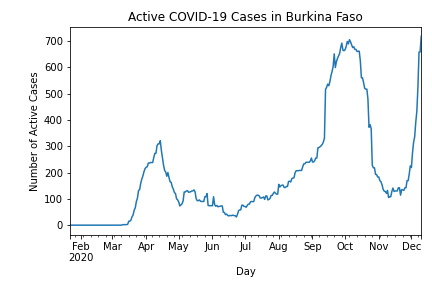 Active COVID-19 Cases in Burkina Faso
Number of Active Cases
700
600
500
400
300
200
100
0
Feb Mar Apr May Jun Jul Aug Sep Oct Nov Dec
2020
Day